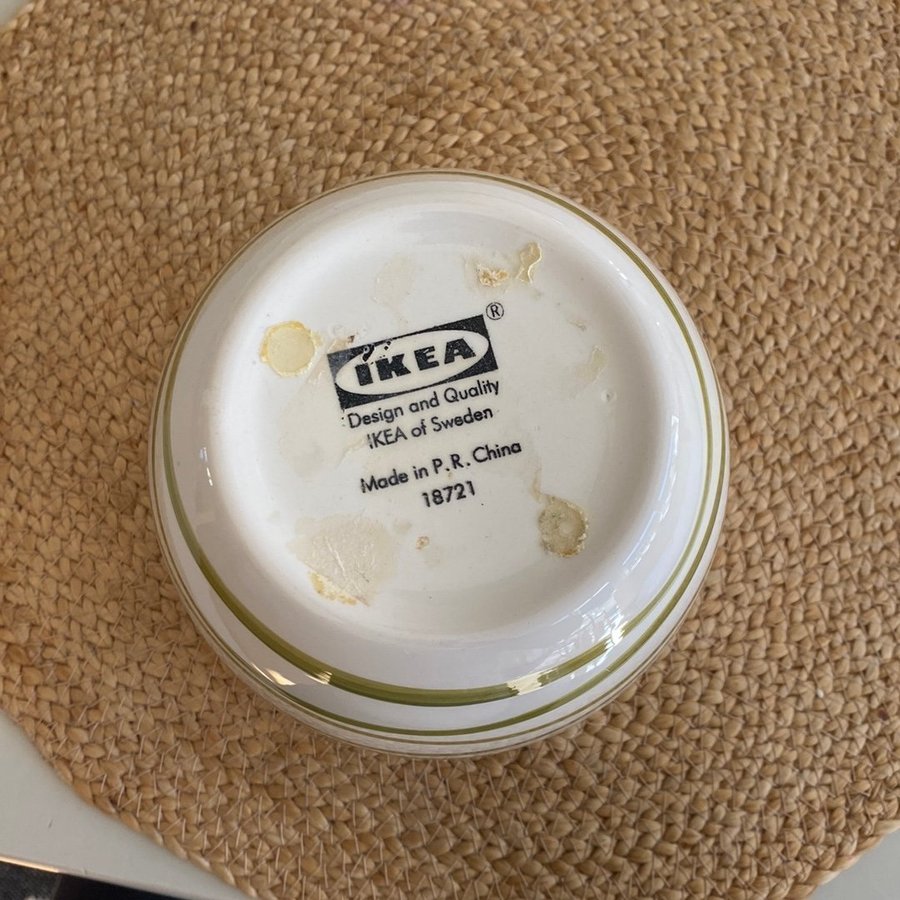 IKEA®
Design and Quality
IKEA of Sweden
Made in P.R. China
18721